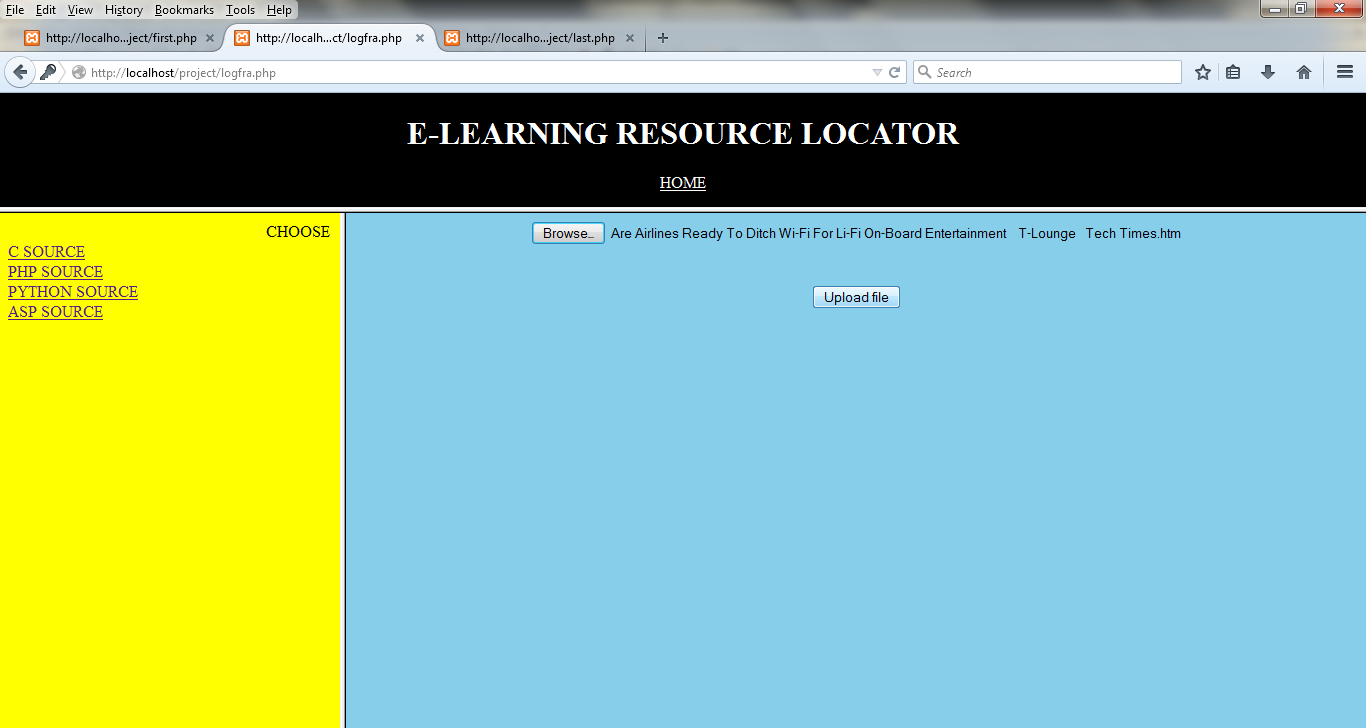 File Edit View History Bookmarks Tools Help
http://localho...ject/first.php
http://localh...ct/logfra.php
http://localho...ject/last.php
http://localhost/project/logfra.php
Search
E-LEARNING RESOURCE LOCATOR
HOME
CHOOSE
C SOURCE
PHP SOURCE
PYTHON SOURCE
ASP SOURCE
Browse... Are Airlines Ready To Ditch Wi-Fi For Li-Fi On-Board Entertainment   T-Lounge   Tech Times.htm
Upload file